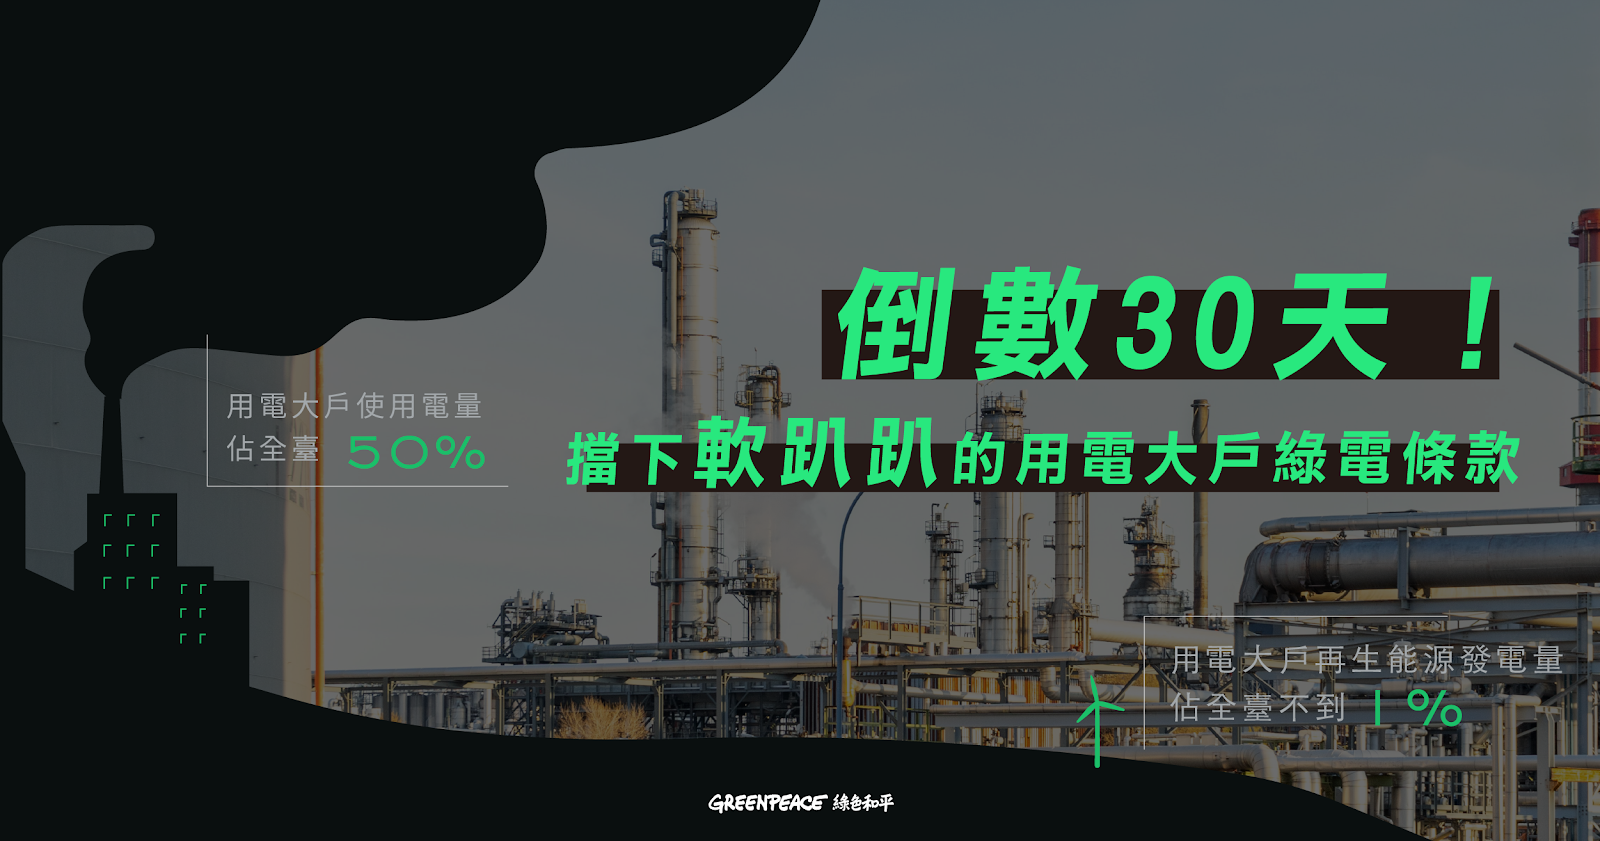 倒數30天！
擋下軟趴趴的用電大戶綠電條款
用電大戶使用電量
佔全臺 50%
用電大戶再生能源發電量
佔全臺不到 1%
GREENPEACE 綠色和平